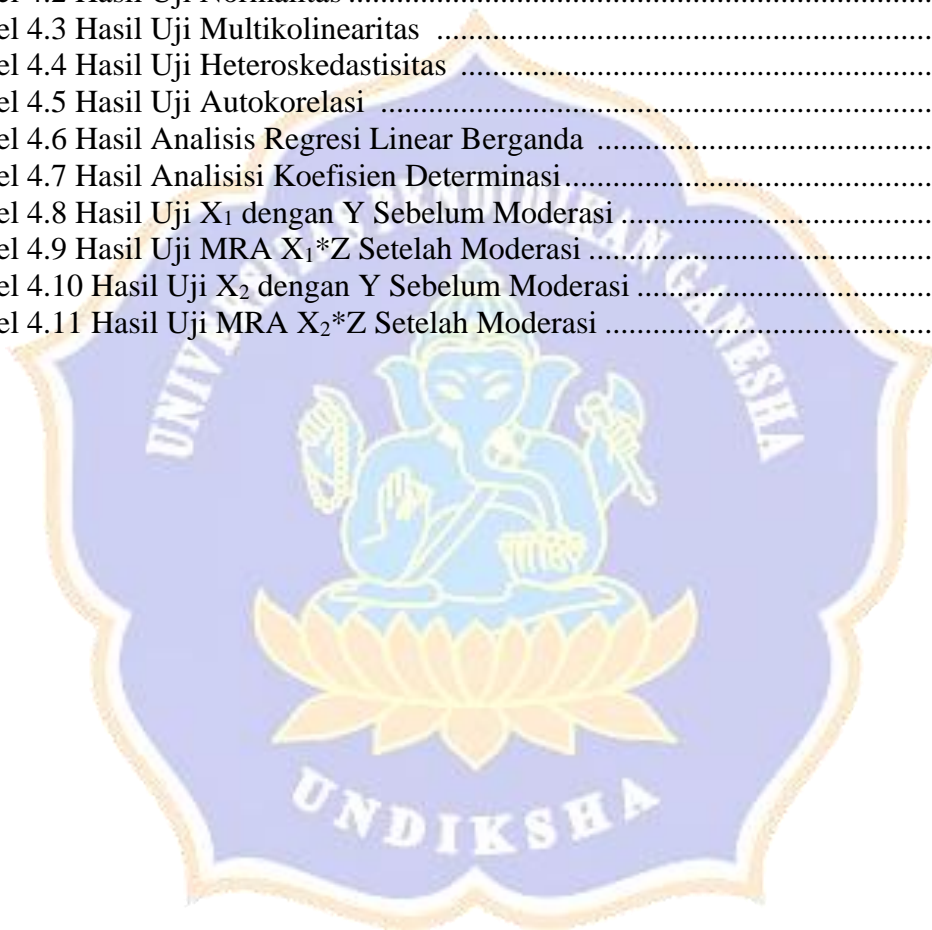 el 4.2 Hasil Uji Normalitas ..........................................................................
el 4.3 Hasil Uji Multikolinearitas ..............................................................
el 4.4 Hasil Uji Heteroskedastisitas ...........................................................
el 4.5 Hasil Uji Autokorelasi .....................................................................
el 4.6 Hasil Analisis Regresi Linear Berganda ..........................................
el 4.7 Hasil Analisisi Koefisien Determinasi ..............................................
el 4.8 Hasil Uji X₁ dengan Y Sebelum Moderasi .......................................
el 4.9 Hasil Uji MRA X₁*Z Setelah Moderasi ...........................................
el 4.10 Hasil Uji X₂ dengan Y Sebelum Moderasi .....................................
el 4.11 Hasil Uji MRA X₂*Z Setelah Moderasi .........................................
UNIVERSITAS PENDIDIKAN GANESHA
UNDIKSHA